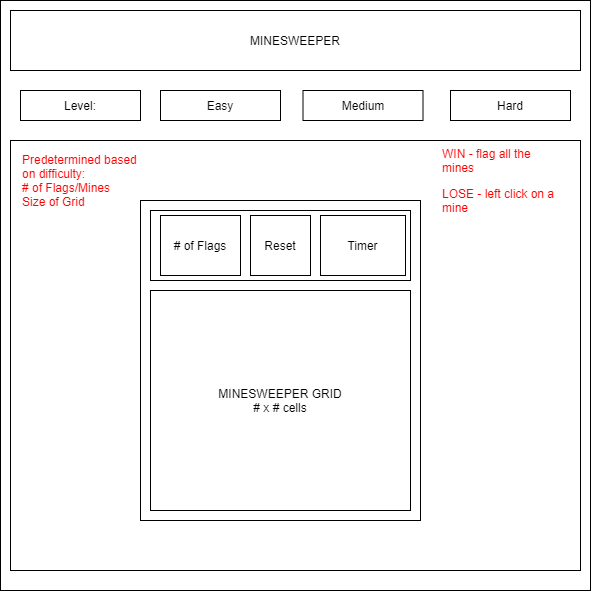 MINESWEEPER
Level:
Easy
Medium
Hard
Predetermined based
on difficulty:
# of Flags/Mines
Size of Grid
WIN - flag all the
mines
LOSE - left click on a
mine
# of Flags
Reset
Timer
MINESWEEPER GRID
# x # cells